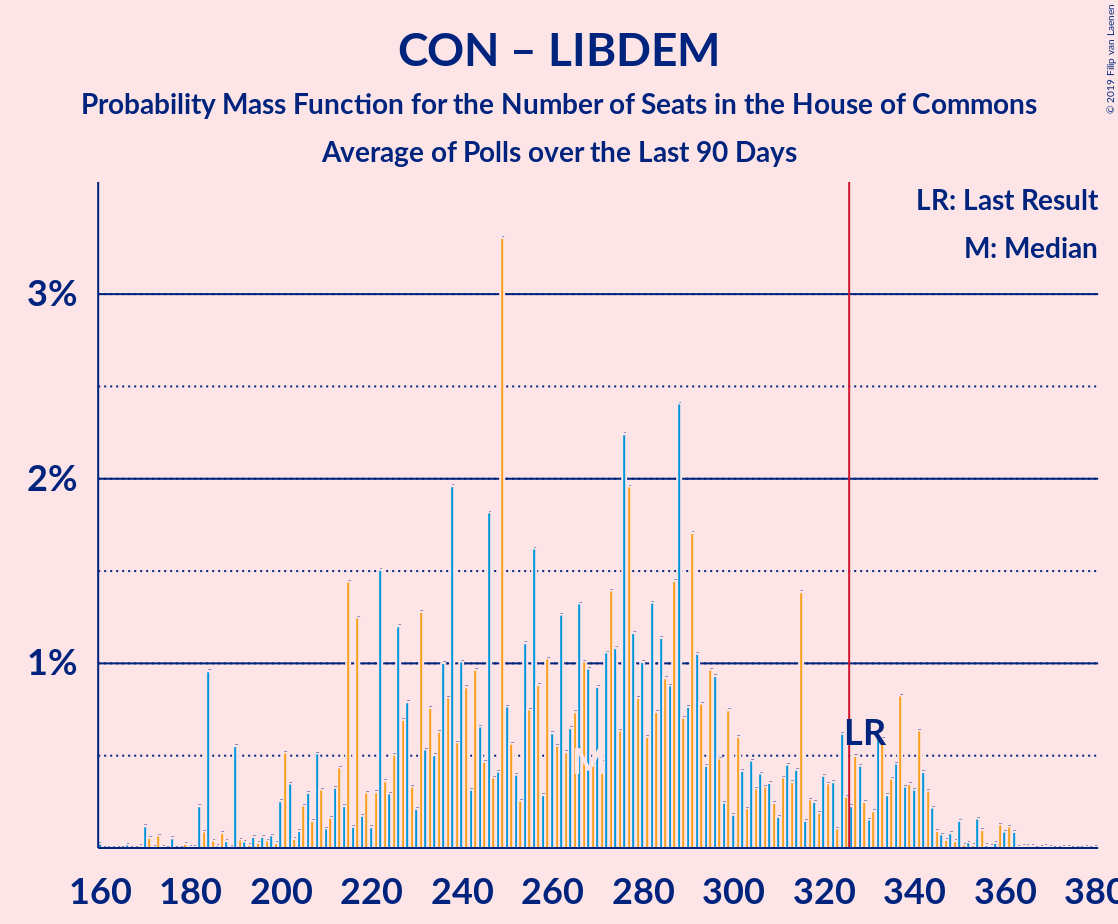 CON – LIBDEM
Probability Mass Function for the Number of Seats in the House of Commons
Average of Polls over the Last 90 Days
© 2019 Filip van Laenen
LR: Last Result
M: Median
3%
2%
1%
LR
M
160 180 200 220 240 260 280 300 320 340 360 380